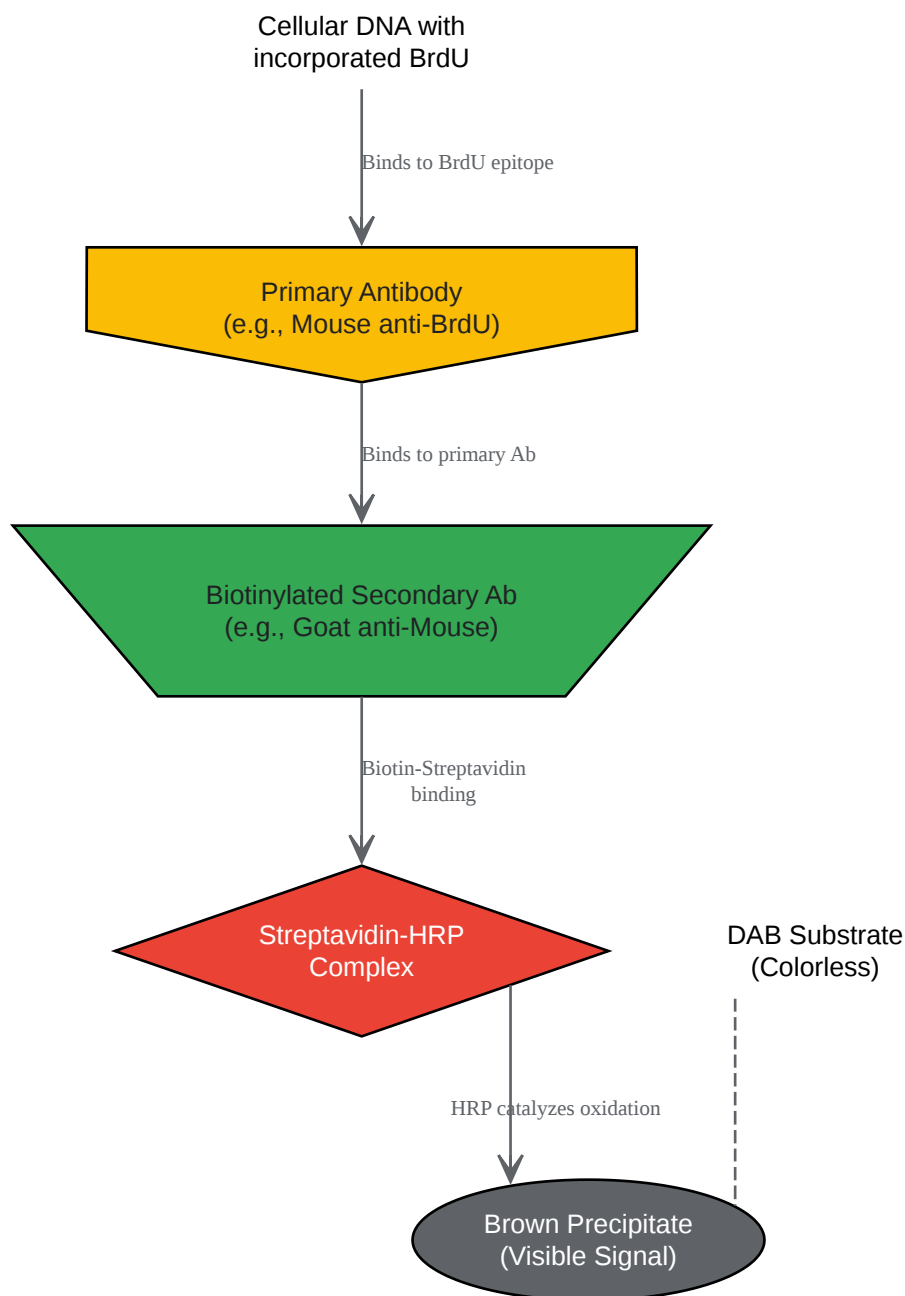 Cellular DNA with
incorporated BrdU
Binds to BrdU epitope
Primary Antibody
(e.g., Mouse anti-BrdU)
Binds to primary Ab
Biotinylated Secondary Ab
(e.g., Goat anti-Mouse)
Biotin-Streptavidin
binding
Streptavidin-HRP
Complex
DAB Substrate
(Colorless)
HRP catalyzes oxidation
Brown Precipitate
(Visible Signal)